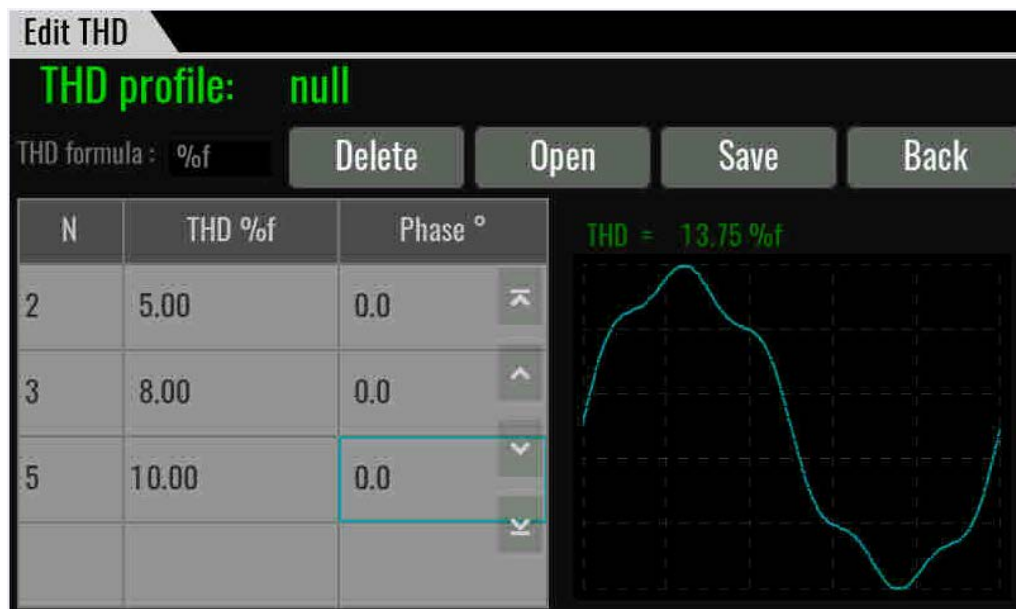 Edit THD
THD profile: null
THD formula : %f Delete Open Save Back
N THD %f Phase °
2 5.00 0.0
3 8.00 0.0
5 10.00 0.0
THD = 13.75 %f